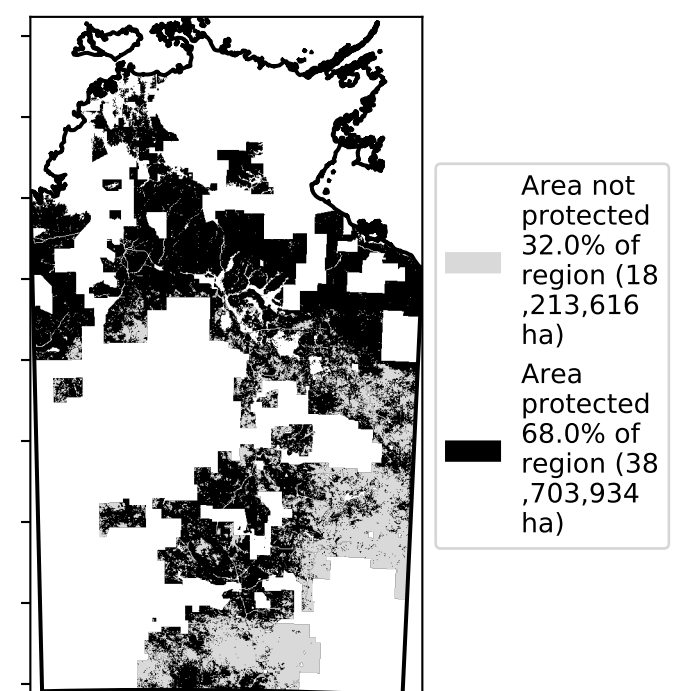 Area not
protected
32.0% of
region (18
,213,616
ha)
Area
protected
68.0% of
region (38
,703,934
ha)